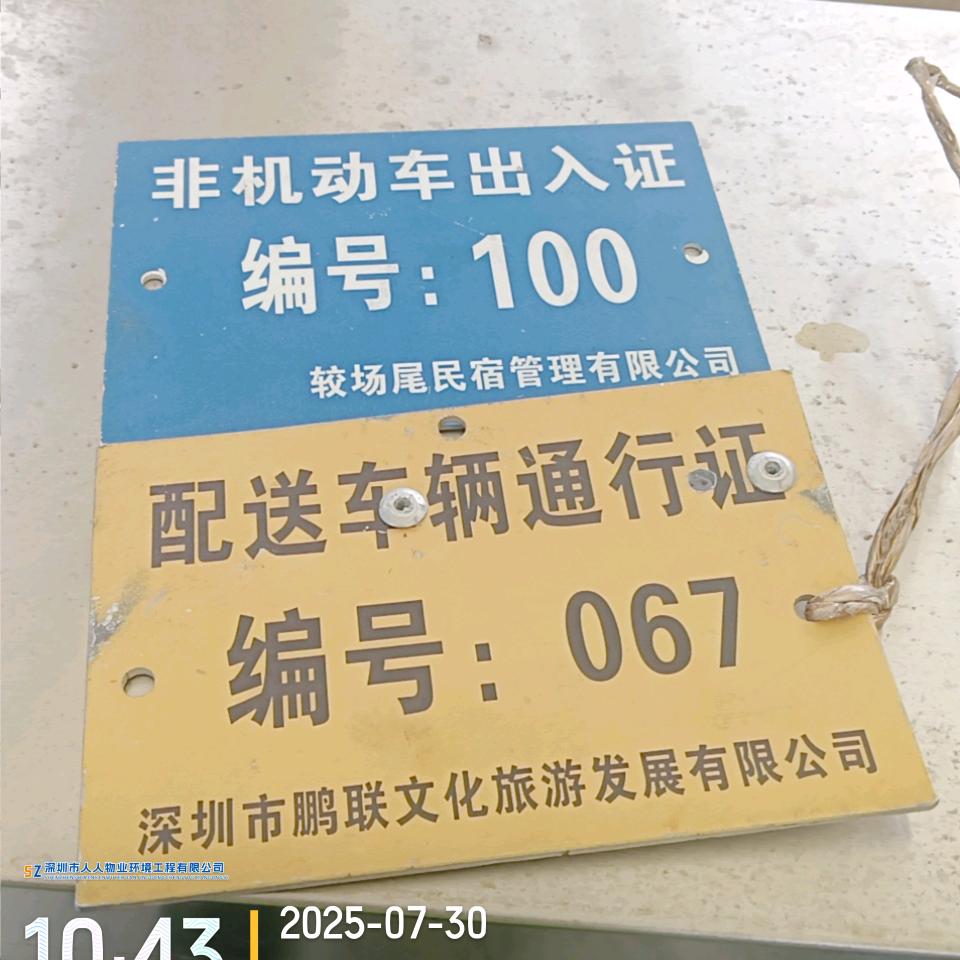 非机动车出入证
编号：100
较场尾民宿管理有限公司
配送车辆通行证
编号：067
深圳市鹏联文化旅游发展有限公司
SZ 深圳市人人物业环境工程有限公司
10:43
2025-07-30